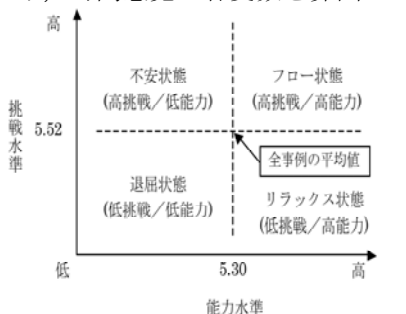 高
不安状態
(高挑戦／低能力)
フロー状態
(高挑戦／高能力)
挑戦水準
5.52
全事例の平均値
退屈状態
(低挑戦／低能力)
リラックス状態
(低挑戦／高能力)
低
5.30
高
能力水準